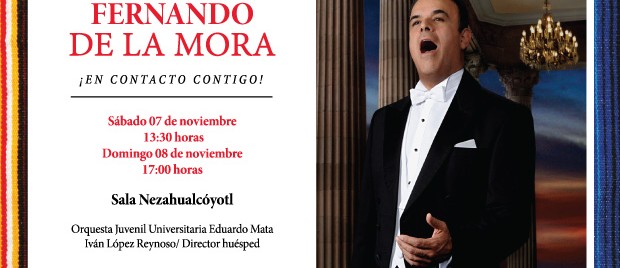 FERNANDO
DE LA MORA
¡EN CONTACTO CONTIGO!
Sábado 07 de noviembre
13:30 horas
Domingo 08 de noviembre
17:00 horas
Sala Nezahualcóyotl
Orquesta Juvenil Universitaria Eduardo Mata
Iván López Reynoso/ Director huésped